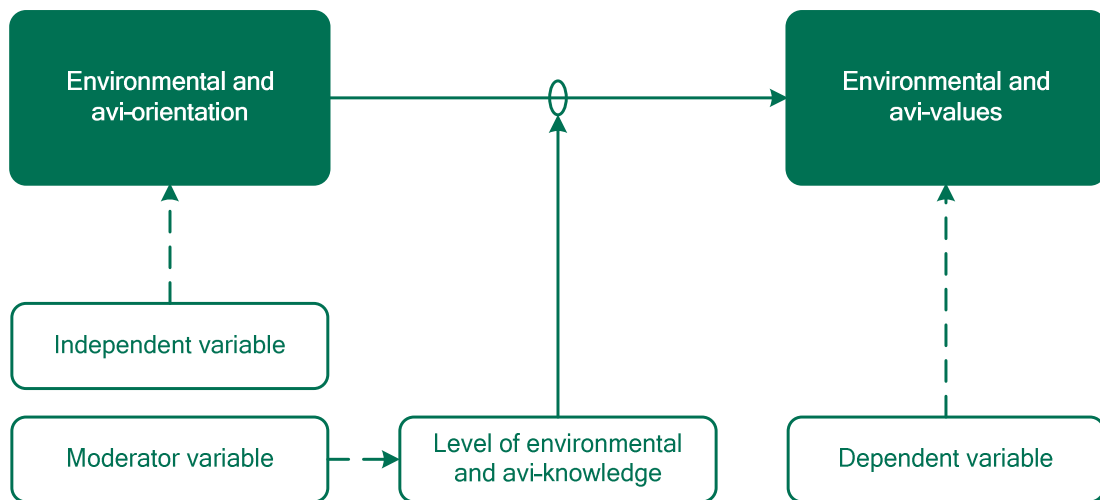 Environmental and
avi-orientation
Environmental and
avi-values
Independent variable
Moderator variable
Level of environmental
and avi-knowledge
Dependent variable